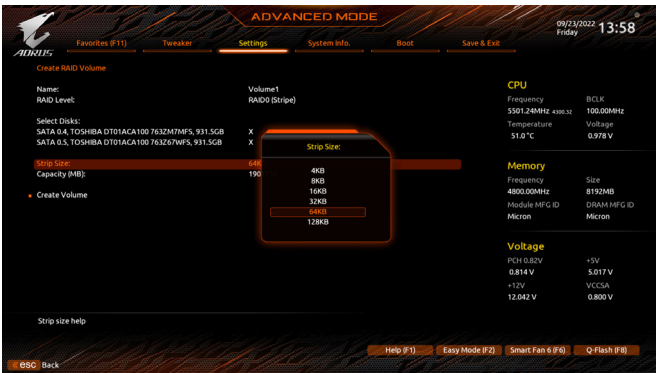 ADVANCED MODE
09/23/2022 Friday 13:58
AORUS
Favorites (F11) Tweaker Settings System Info. Boot Save & Exit
Create RAID Volume
Name: Volume1
RAID Level: RAID0 (Stripe)
Select Disks:
SATA 0.4, TOSHIBA DT01ACA100 763ZM7MFS, 931.5GB X
SATA 0.5, TOSHIBA DT01ACA100 763Z67WFS, 931.5GB X
Strip Size: 64K
Capacity (MB): 190
Create Volume
Strip Size:
4KB
8KB
16KB
32KB
64KB
128KB
CPU
Frequency BCLK
5501.24MHz 4300.32 100.00MHz
Temperature Voltage
51.0 °C 0.978 V
Memory
Frequency Size
4800.00MHz 8192MB
Module MFG ID DRAM MFG ID
Micron Micron
Voltage
PCH 0.82V +5V
0.814 V 5.017 V
+12V VCCSA
12.042 V 0.800 V
Strip size help
Help (F1) Easy Mode (F2) Smart Fan 6 (F6) Q-Flash (F8)
esc Back